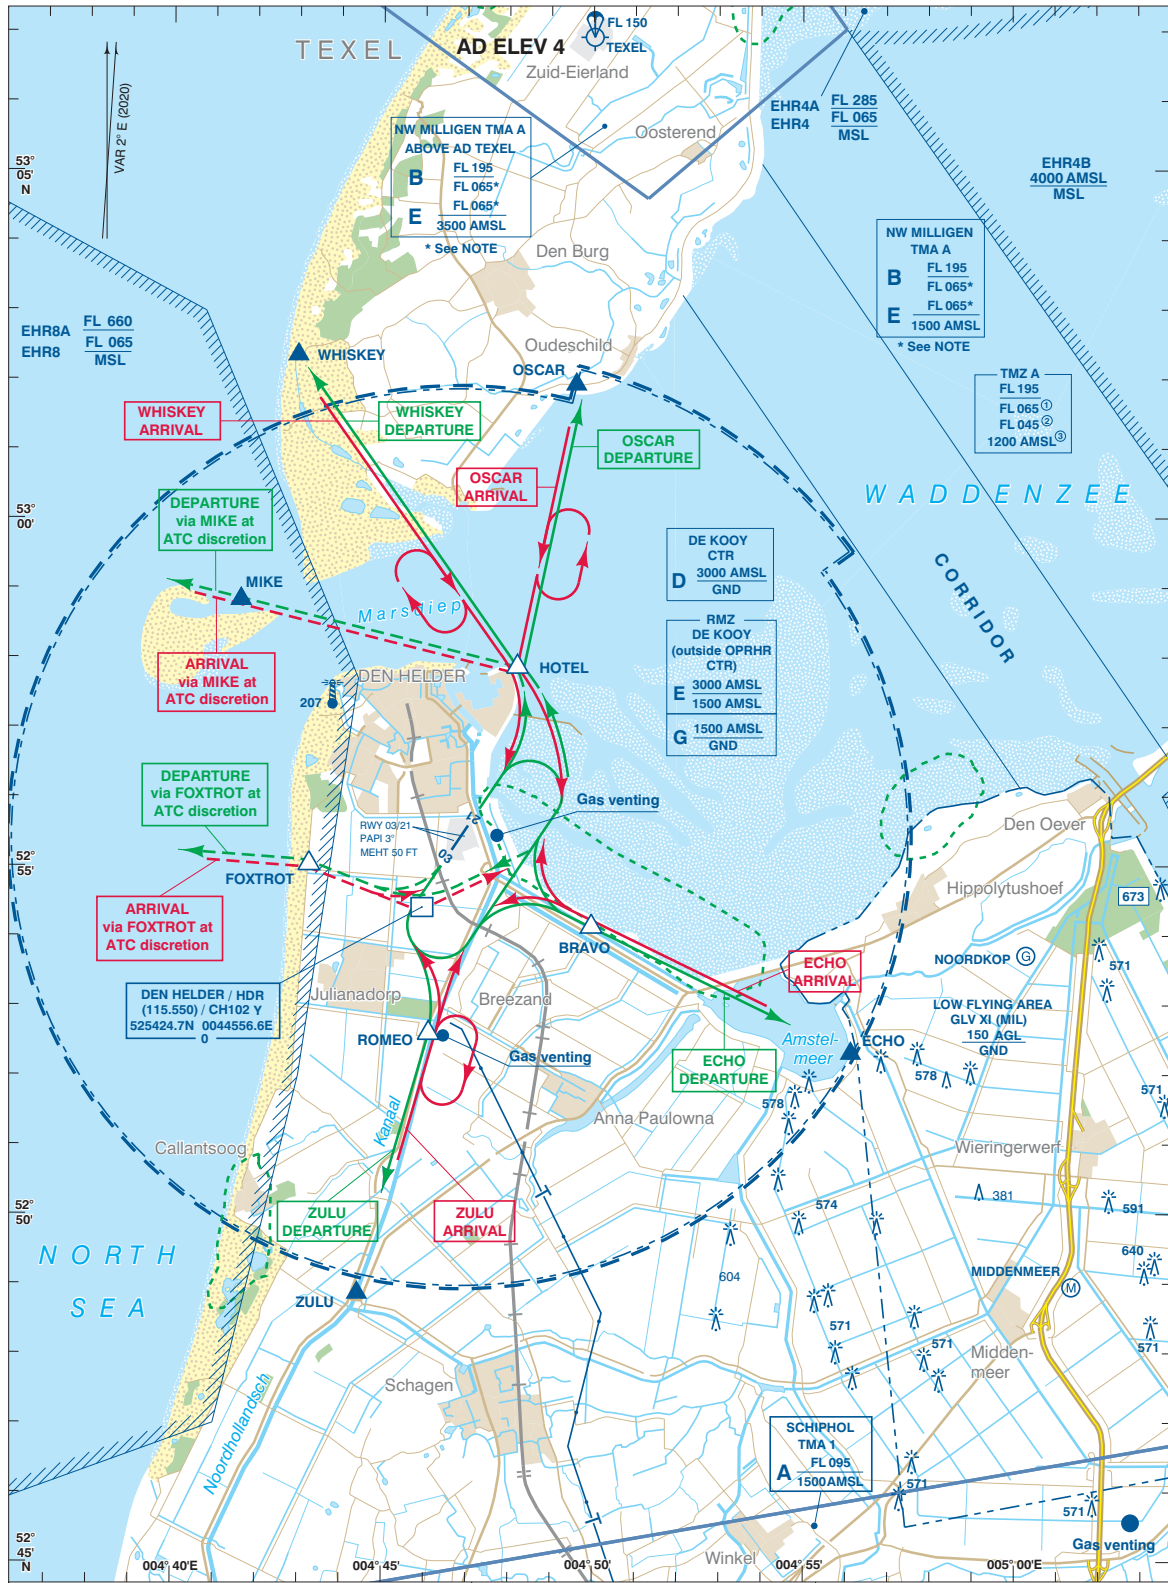 TEXEL
AD ELEV 4
FL 150
TEXEL
Zuid-Eierland
VAR 2° E (2020)
EHR4A
EHR4
FL 285
FL 065
MSL
NW MILLIGEN TMA A
ABOVE AD TEXEL
B FL 195
FL 065*
E FL 065*
3500 AMSL
* See NOTE
Oosterend
53°
05'
N
EHR4B
4000 AMSL
MSL
NW MILLIGEN
TMA A
B FL 195
FL 065*
E FL 065*
1500 AMSL
* See NOTE
Den Burg
EHR8A
EHR8
FL 660
FL 065
MSL
WHISKEY
Oudeschild
OSCAR
TMZ A
FL 195
FL 065①
FL 045②
1200 AMSL③
WHISKEY
ARRIVAL
WHISKEY
DEPARTURE
OSCAR
DEPARTURE
OSCAR
ARRIVAL
WADDENZEE
53°
00'
DEPARTURE
via MIKE at
ATC discretion
DE KOOY
CTR
D 3000 AMSL
GND
CORRIDOR
MIKE
Marsdiep
RMZ
DE KOOY
(outside OPRHR
CTR)
E 3000 AMSL
1500 AMSL
G 1500 AMSL
GND
ARRIVAL
via MIKE at
ATC discretion
DEN HELDER
HOTEL
207
DEPARTURE
via FOXTROT at
ATC discretion
Gas venting
RWY 03/21
PAPI 3°
MEHT 50 FT
21
03
Den Oever
52°
55'
FOXTROT
Hippolytushoef
673
ARRIVAL
via FOXTROT at
ATC discretion
BRAVO
ECHO
ARRIVAL
NOORDKOP G
571
DEN HELDER / HDR
(115.550) / CH102 Y
525424.7N 0044556.6E
0
Julianadorp
Breezand
LOW FLYING AREA
GLV XI (MIL)
150 AGL
GND
ROMEO
Gas venting
Amstel-
meer
ECHO
ECHO
DEPARTURE
578
571
578
Anna Paulowna
Kanaal
Callantsoog
Wieringerwerf
381
591
52°
50'
ZULU
DEPARTURE
ZULU
ARRIVAL
574
NORTH
SEA
604
640
MIDDENMEER
M
ZULU
571
571
571
Midden-
meer
Schagen
Noordhollandsch
SCHIPHOL
TMA 1
A FL 095
1500 AMSL
571
571
Gas venting
Winkel
52°
45'
N
004° 40'E
004° 45'
004° 50'
004° 55'
005° 00'E